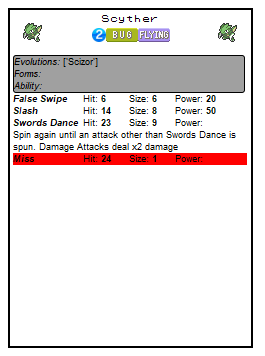 Scyther
2 BUG FLYING
Evolutions: ['Scizor']
Forms:
Ability:
False Swipe Hit: 6 Size: 6 Power: 20
Slash Hit: 14 Size: 8 Power: 50
Swords Dance Hit: 23 Size: 9 Power:
Spin again until an attack other than Swords Dance is
spun. Damage Attacks deal x2 damage
Miss Hit: 24 Size: 1 Power: